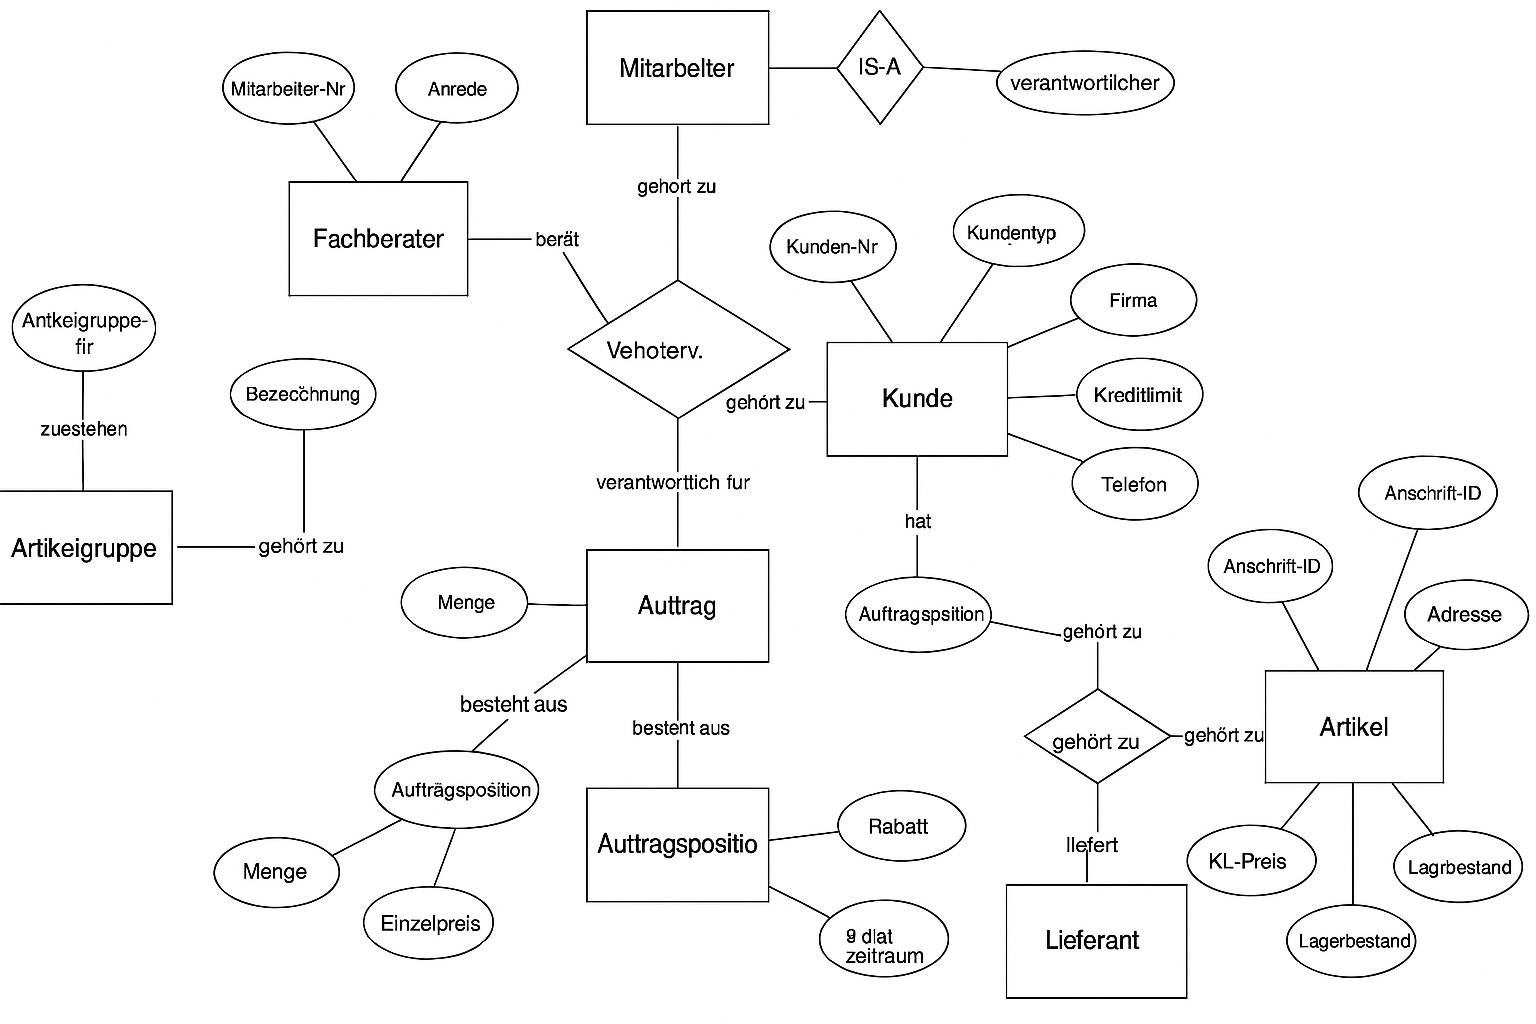 Mitarbelter
IS-A
verantwortilcher
Mitarbeiter-Nr
Anrede
gehort zu
Fachberater
berät
Kunden-Nr
Kundentyp
Firma
Antkeigruppe-
fir
Vehoterv.
Bezecčhnung
gehórt zu
Kunde
Kreditlimit
zuestehen
verantworttich fur
Telefon
Anschrift-ID
hat
Artikeigruppe
gehört zu
Anschrift-ID
Menge
Auttrag
Auftragspsition
gehórt zu
Adresse
besteht aus
bestent aus
gehört zu
gehört zu
Artikel
Aufträgsposition
Rabatt
Auttragspositio
lIefert
KL-Preis
Lagrbestand
Menge
Einzelpreis
9 dlat
zeitraum
Lieferant
Lagerbestand